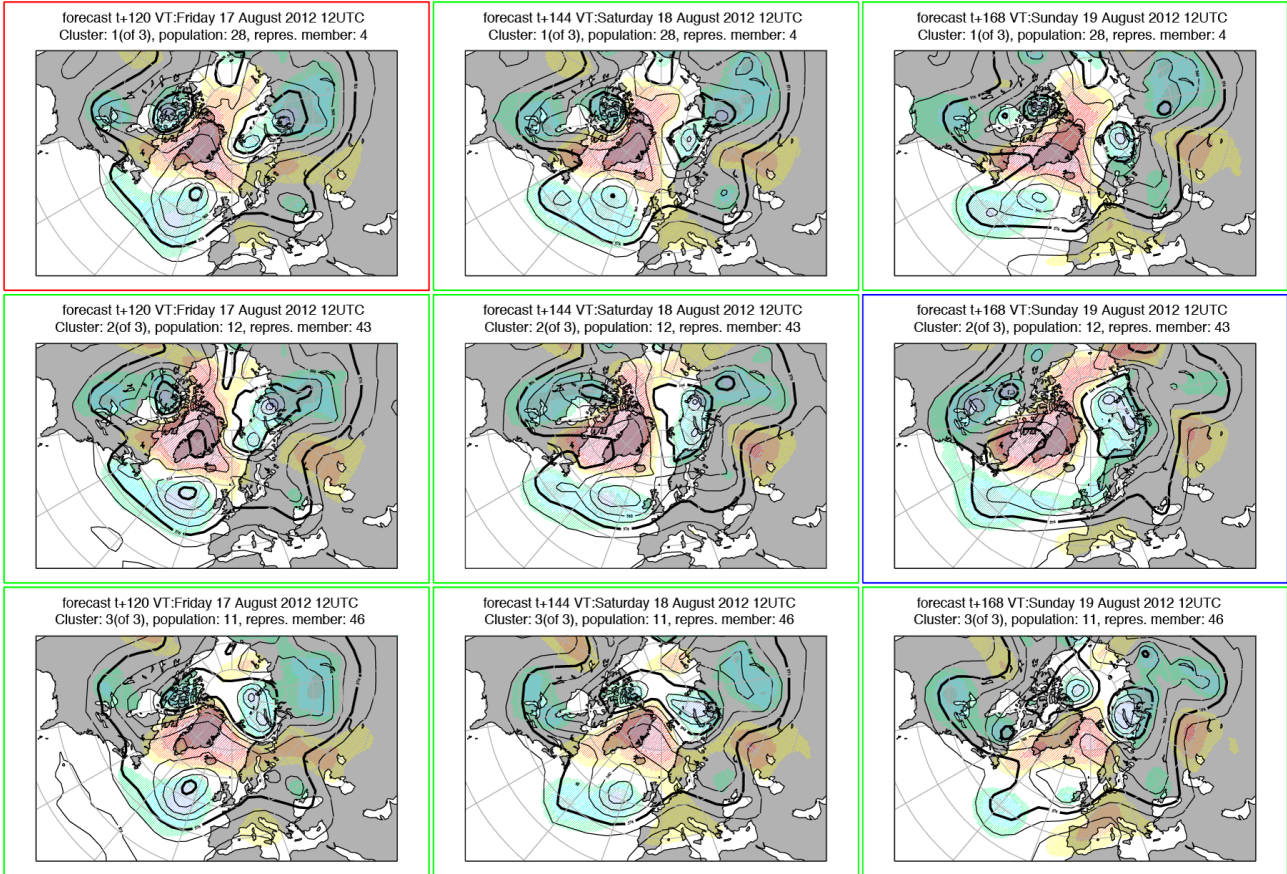 forecast t+120 VT:Friday 17 August 2012 12UTC
Cluster: 1(of 3), population: 28, repres. member: 4
forecast t+144 VT:Saturday 18 August 2012 12UTC
Cluster: 1(of 3), population: 28, repres. member: 4
forecast t+168 VT:Sunday 19 August 2012 12UTC
Cluster: 1(of 3), population: 28, repres. member: 4
forecast t+120 VT:Friday 17 August 2012 12UTC
Cluster: 2(of 3), population: 12, repres. member: 43
forecast t+144 VT:Saturday 18 August 2012 12UTC
Cluster: 2(of 3), population: 12, repres. member: 43
forecast t+168 VT:Sunday 19 August 2012 12UTC
Cluster: 2(of 3), population: 12, repres. member: 43
forecast t+120 VT:Friday 17 August 2012 12UTC
Cluster: 3(of 3), population: 11, repres. member: 46
forecast t+144 VT:Saturday 18 August 2012 12UTC
Cluster: 3(of 3), population: 11, repres. member: 46
forecast t+168 VT:Sunday 19 August 2012 12UTC
Cluster: 3(of 3), population: 11, repres. member: 46